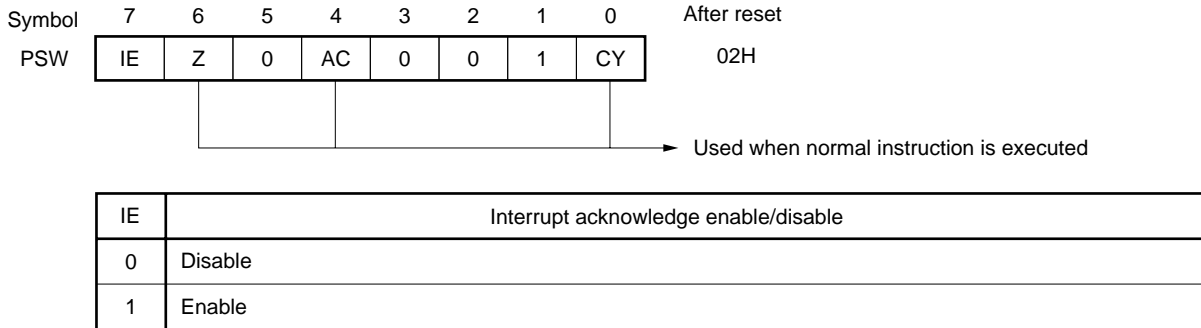 Symbol 7 6 5 4 3 2 1 0 After reset
PSW IE Z 0 AC 0 0 1 CY 02H
Used when normal instruction is executed
IE Interrupt acknowledge enable/disable
0 Disable
1 Enable